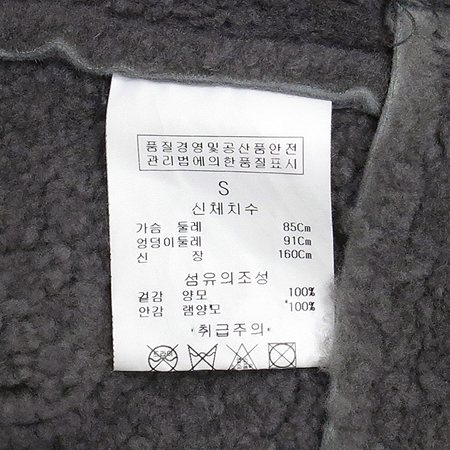 품질경영및공산품안전
관리법에의한품질표시
S
신체치수
가슴 둘레 85Cm
엉덩이둘레 91Cm
신 장 160Cm
섬유의조성
겉감 양모 100%
안감 램양모 100%
·취급주의·
드라이